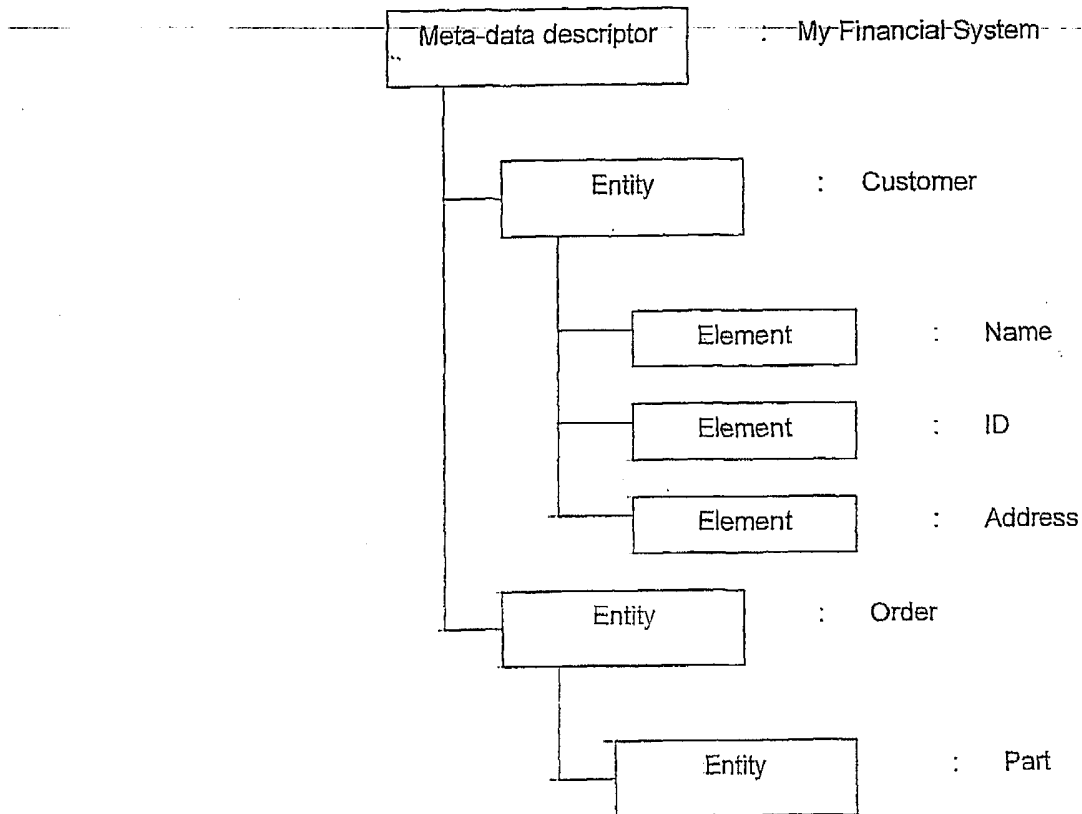 Meta-data descriptor : My Financial System
Entity : Customer
Element : Name
Element : ID
Element : Address
Entity : Order
Entity : Part